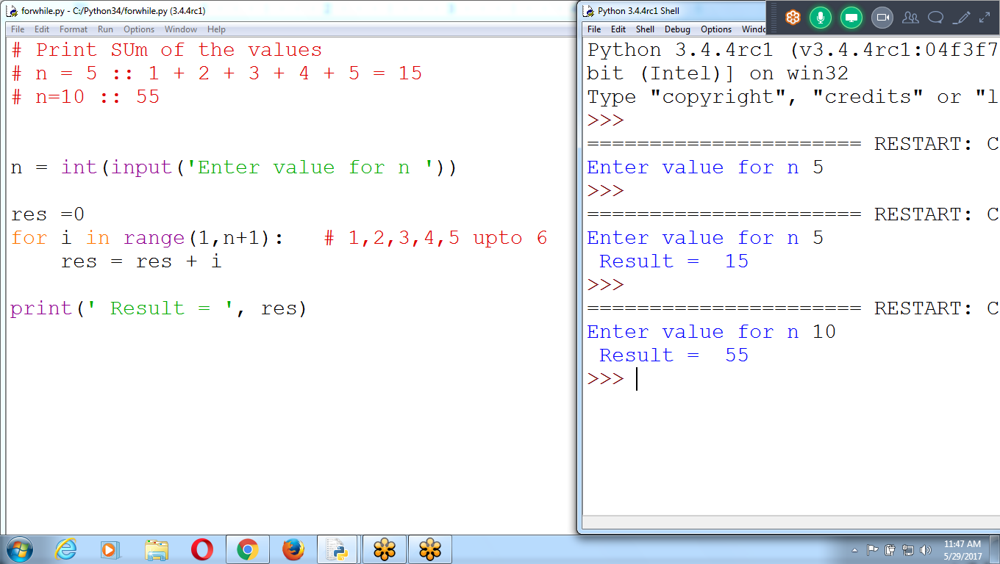 forwhile.py - C:/Python34/forwhile.py (3.4.4rc1)
File Edit Format Run Options Window Help
# Print SUm of the values
# n = 5 :: 1 + 2 + 3 + 4 + 5 = 15
# n=10 :: 55
n = int(input('Enter value for n '))
res =0
for i in range(1,n+1): # 1,2,3,4,5 upto 6
res = res + i
print(' Result = ', res)
Python 3.4.4rc1 Shell
File Edit Shell Debug Options Windo
Python 3.4.4rc1 (v3.4.4rc1:04f3f7
bit (Intel)] on win32
Type "copyright", "credits" or "l
>>>
====================== RESTART: C
Enter value for n 5
>>>
====================== RESTART: C
Enter value for n 5
Result = 15
>>>
====================== RESTART: C
Enter value for n 10
Result = 55
>>>
11:47 AM
5/29/2017